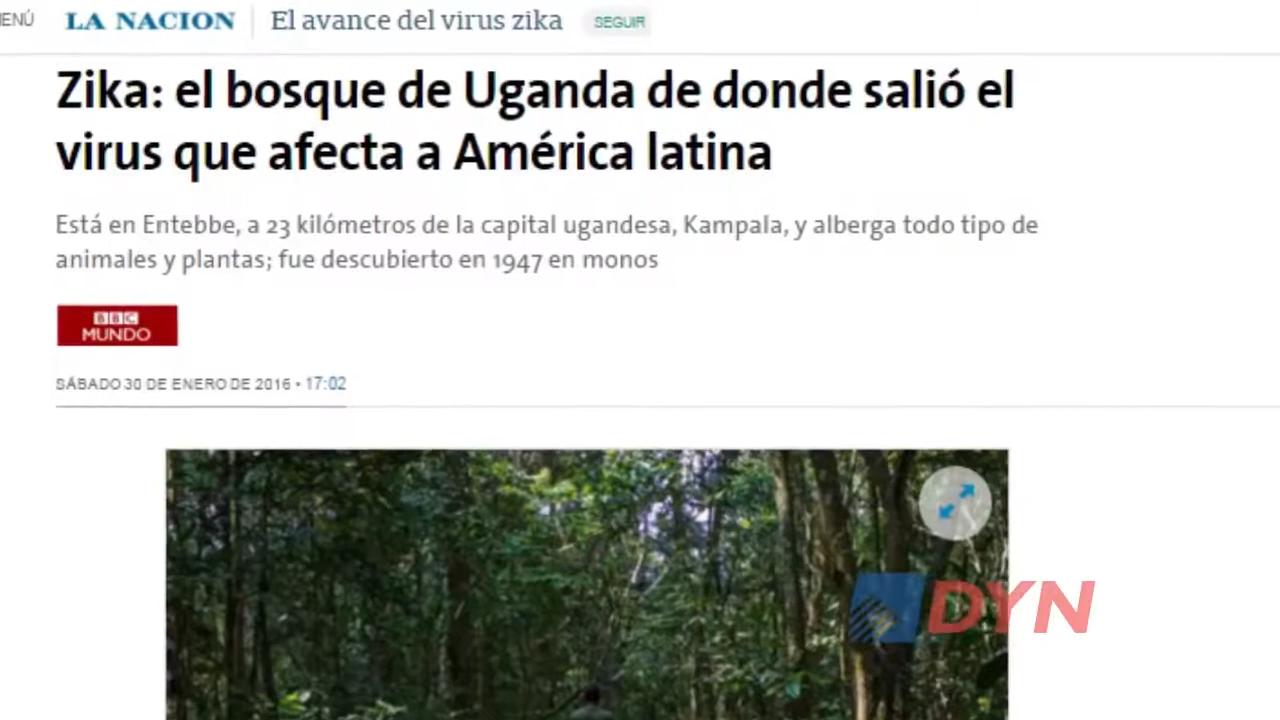 ENÚ LA NACION El avance del virus zika SEGUIR
Zika: el bosque de Uganda de donde salió el
virus que afecta a América latina
Está en Entebbe, a 23 kilómetros de la capital ugandesa, Kampala, y alberga todo tipo de
animales y plantas; fue descubierto en 1947 en monos
BBC
MUNDO
SÁBADO 30 DE ENERO DE 2016 • 17:02
DYN